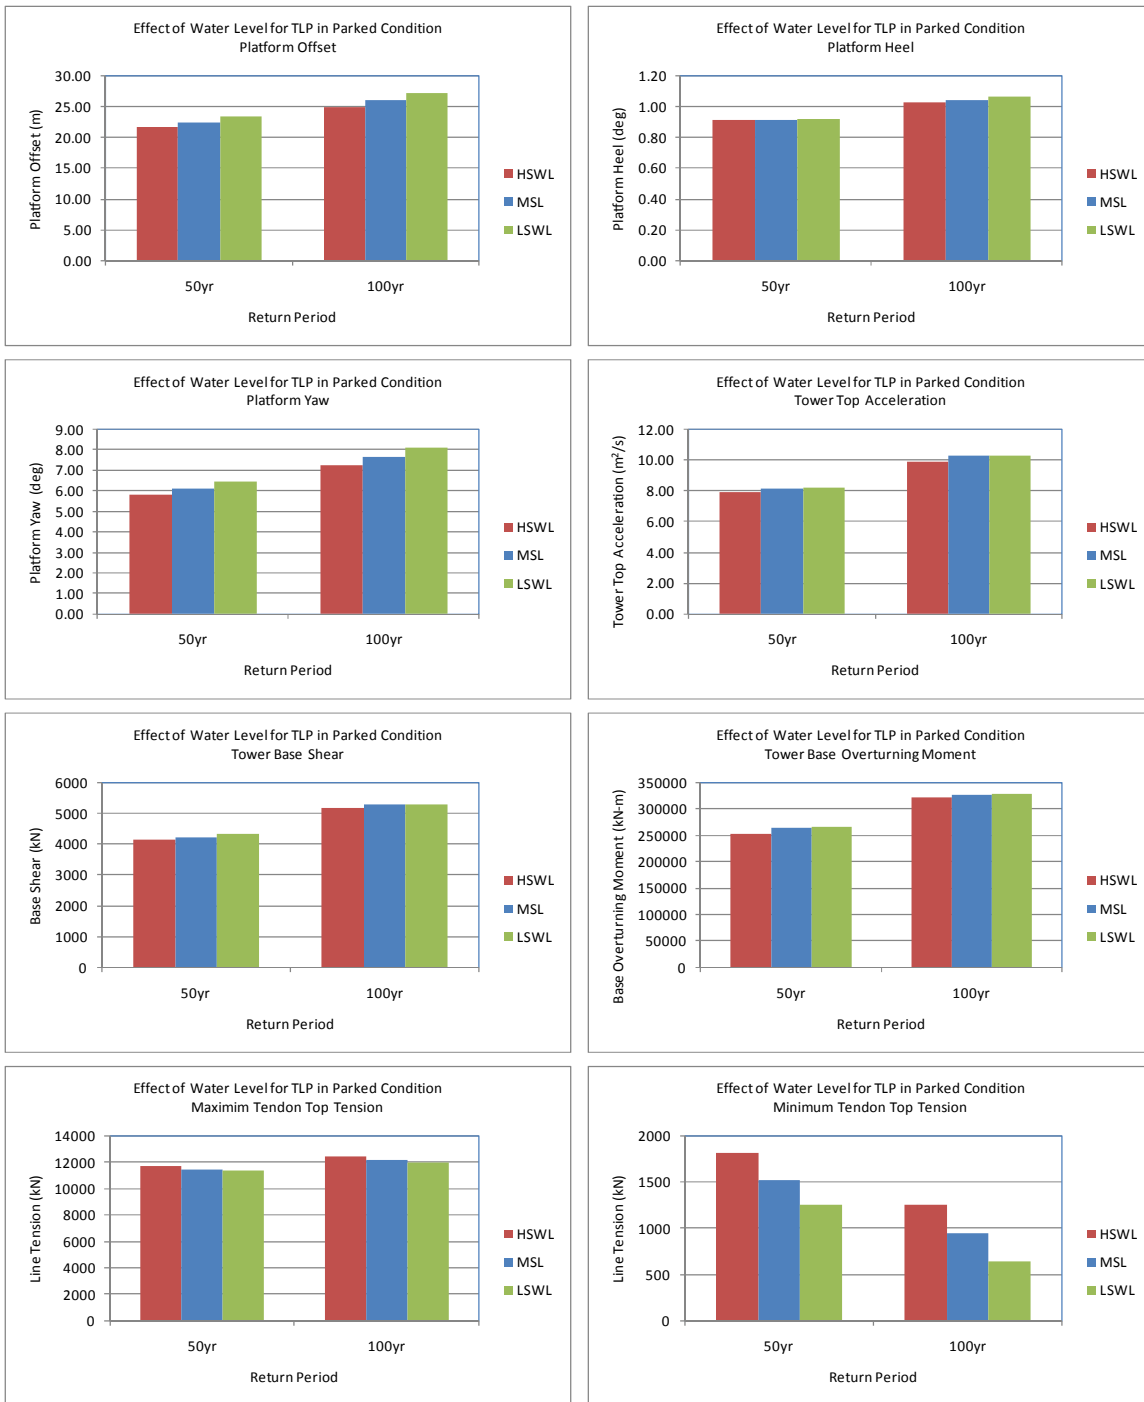 Effect of Water Level for TLP in Parked Condition
Platform Offset
Platform Offset (m)
30.00
25.00
20.00
15.00
10.00
5.00
0.00
50yr
100yr
Return Period
HSWL
MSL
LSWL
Effect of Water Level for TLP in Parked Condition
Platform Heel
Platform Heel (deg)
1.20
1.00
0.80
0.60
0.40
0.20
0.00
50yr
100yr
Return Period
HSWL
MSL
LSWL
Effect of Water Level for TLP in Parked Condition
Platform Yaw
Platform Yaw (deg)
9.00
8.00
7.00
6.00
5.00
4.00
3.00
2.00
1.00
0.00
50yr
100yr
Return Period
HSWL
MSL
LSWL
Effect of Water Level for TLP in Parked Condition
Tower Top Acceleration
Tower Top Acceleration (m²/s)
12.00
10.00
8.00
6.00
4.00
2.00
0.00
50yr
100yr
Return Period
HSWL
MSL
LSWL
Effect of Water Level for TLP in Parked Condition
Tower Base Shear
Base Shear (kN)
6000
5000
4000
3000
2000
1000
0
50yr
100yr
Return Period
HSWL
MSL
LSWL
Effect of Water Level for TLP in Parked Condition
Tower Base Overturning Moment
Base Overturning Moment (kN-m)
350000
300000
250000
200000
150000
100000
50000
0
50yr
100yr
Return Period
HSWL
MSL
LSWL
Effect of Water Level for TLP in Parked Condition
Maximim Tendon Top Tension
Line Tension (kN)
14000
12000
10000
8000
6000
4000
2000
0
50yr
100yr
Return Period
HSWL
MSL
LSWL
Effect of Water Level for TLP in Parked Condition
Minimum Tendon Top Tension
Line Tension (kN)
2000
1500
1000
500
0
50yr
100yr
Return Period
HSWL
MSL
LSWL